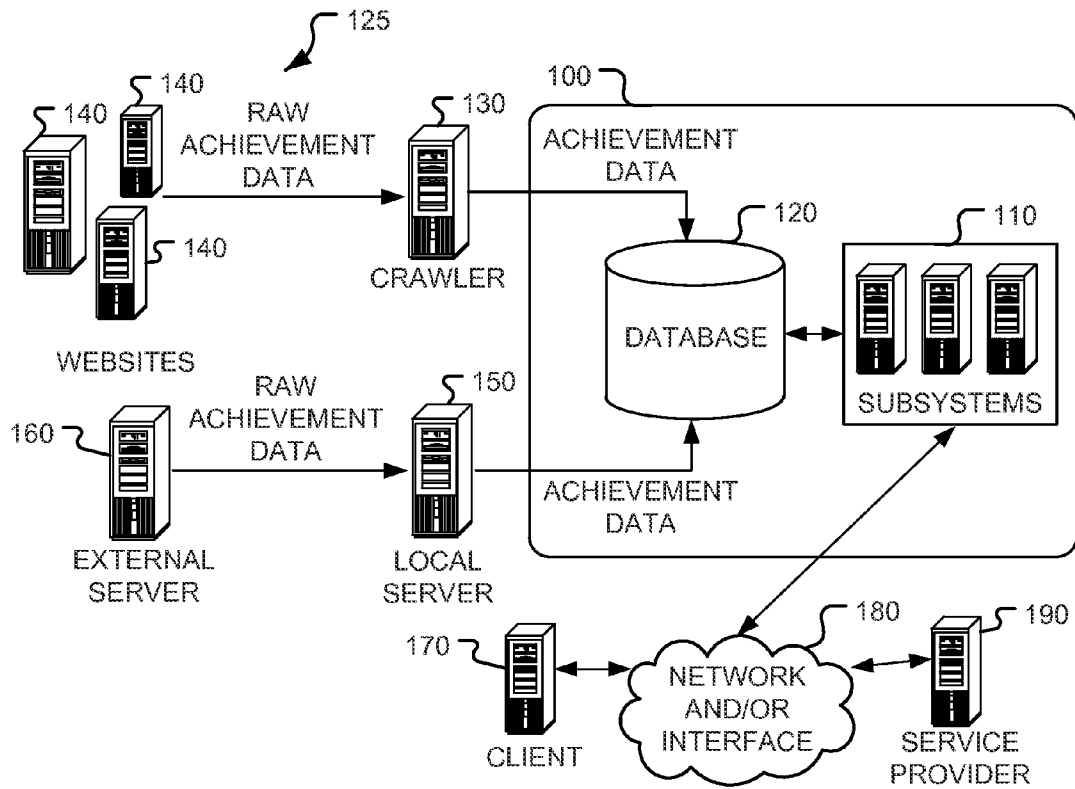 125
140
140
140
RAW
ACHIEVEMENT
DATA
130
CRAWLER
100
ACHIEVEMENT
DATA
120
110
DATABASE
SUBSYSTEMS
WEBSITES
RAW
ACHIEVEMENT
DATA
150
160
ACHIEVEMENT
DATA
EXTERNAL
SERVER
LOCAL
SERVER
170
180
190
NETWORK
AND/OR
INTERFACE
CLIENT
SERVICE
PROVIDER